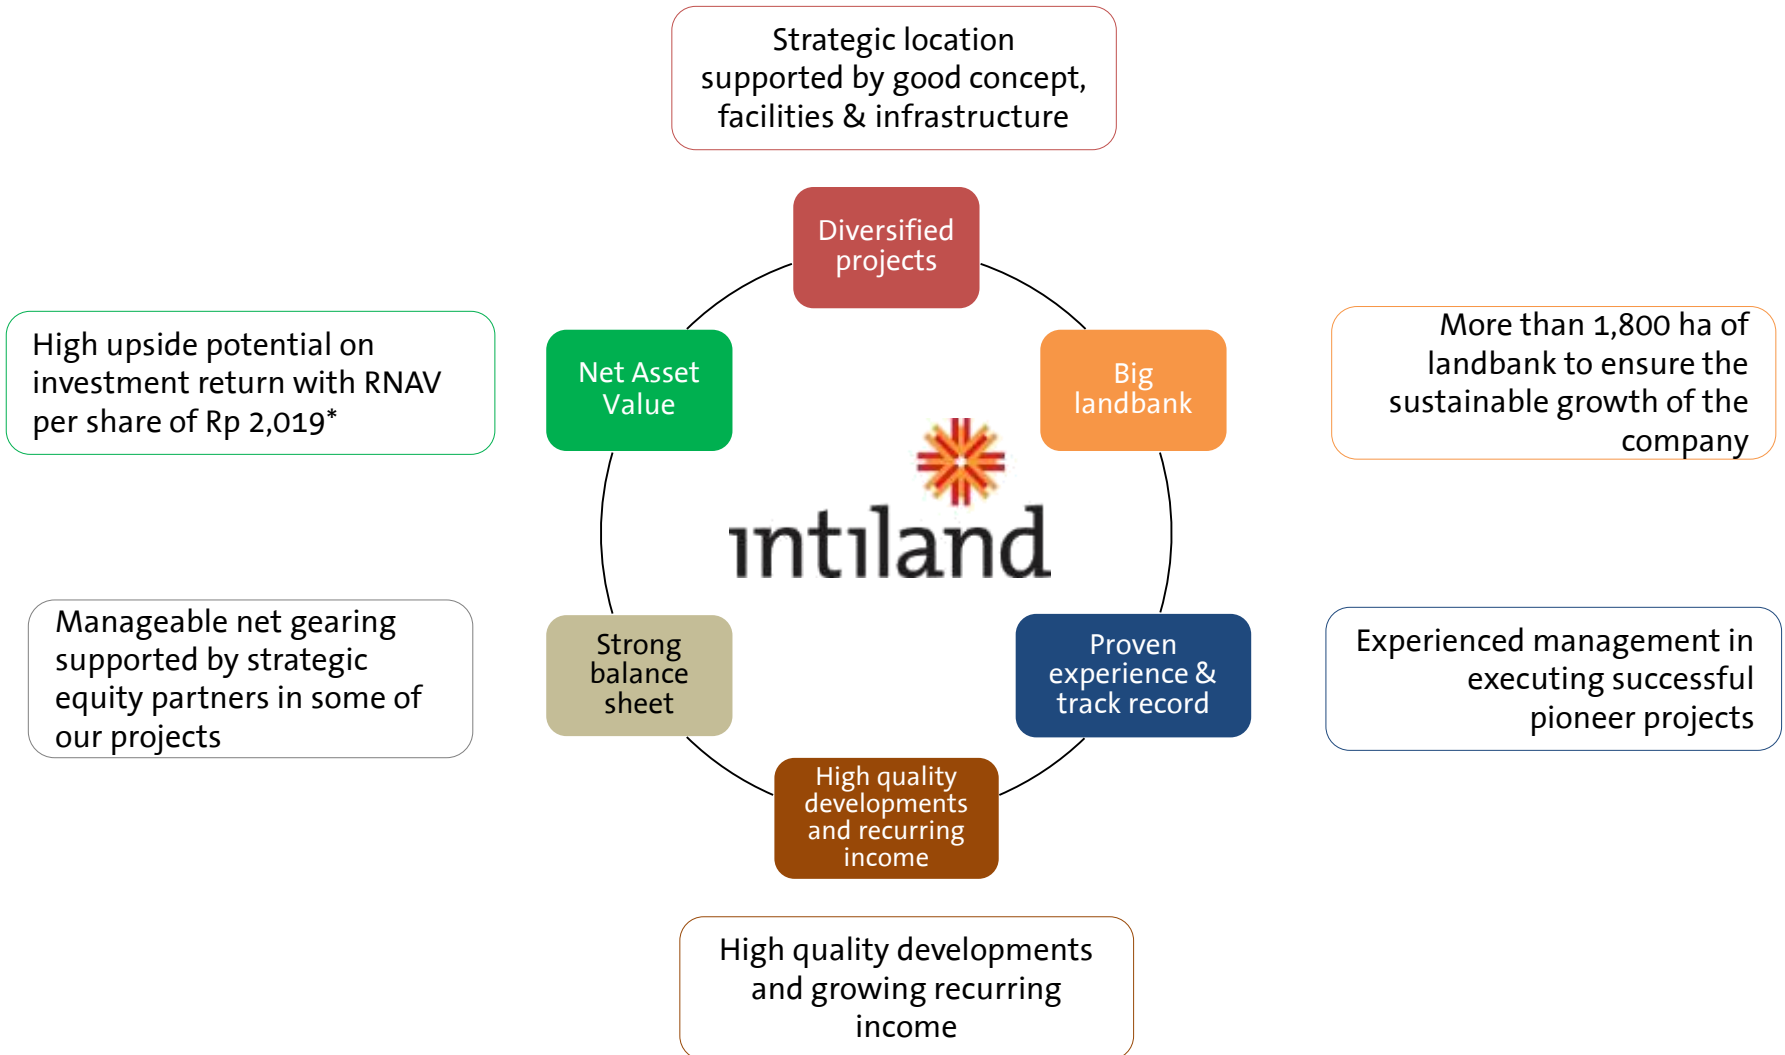 Strategic location
supported by good concept,
facilities & infrastructure
Diversified
projects
High upside potential on
investment return with RNAV
per share of Rp 2,019*
Net Asset
Value
Big
landbank
More than 1,800 ha of
landbank to ensure the
sustainable growth of the
company
intiland
Manageable net gearing
supported by strategic
equity partners in some of
our projects
Strong
balance
sheet
Proven
experience &
track record
Experienced management in
executing successful
pioneer projects
High quality
developments
and recurring
income
High quality developments
and growing recurring
income